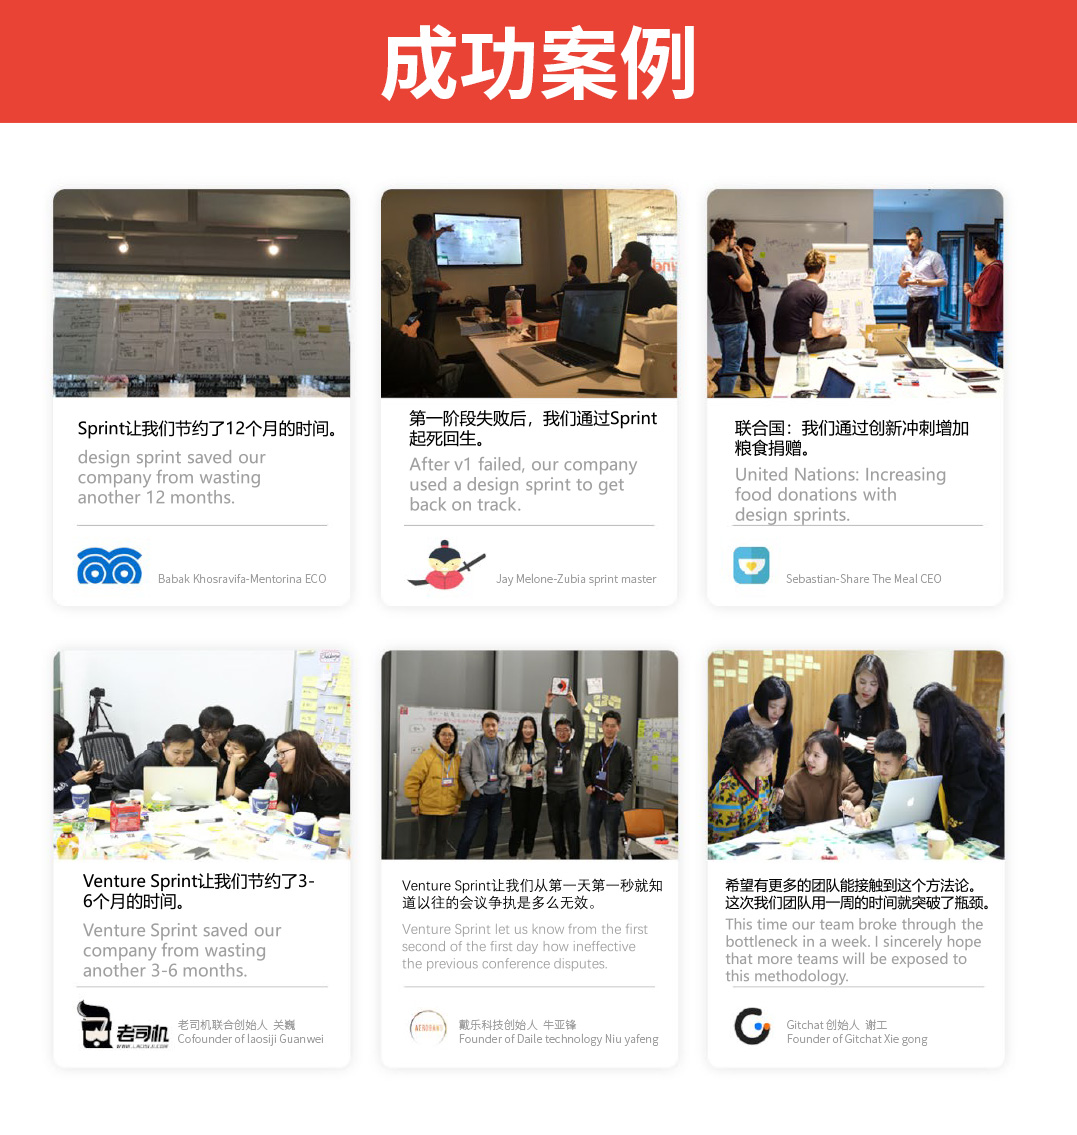 成功案例
Sprint让我们节约了12个月的时间。
design sprint saved our
company from wasting
another 12 months.
Babak Khosravifa-Mentorina ECO
第一阶段失败后，我们通过Sprint
起死回生。
After v1 failed, our company
used a design sprint to get
back on track.
Jay Melone-Zubia sprint master
联合国：我们通过创新冲刺增加
粮食捐赠。
United Nations: Increasing
food donations with
design sprints.
Sebastian-Share The Meal CEO
Venture Sprint让我们节约了3-
6个月的时间。
Venture Sprint saved our
company from wasting
another 3-6 months.
老司机
老司机联合创始人 关巍
Cofounder of laosiji Guanwei
Venture Sprint让我们从第一天第一秒就知
道以往的会议争执是多么无效。
Venture Sprint let us know from the first
second of the first day how ineffective
the previous conference disputes.
戴乐科技创始人 牛亚锋
Founder of Daile technology Niu yafeng
希望有更多的团队能接触到这个方法论。
这次我们团队用一周的时间就突破了瓶颈。
This time our team broke through the
bottleneck in a week. I sincerely hope
that more teams will be exposed to
this methodology.
Gitchat 创始人 谢工
Founder of Gitchat Xie gong